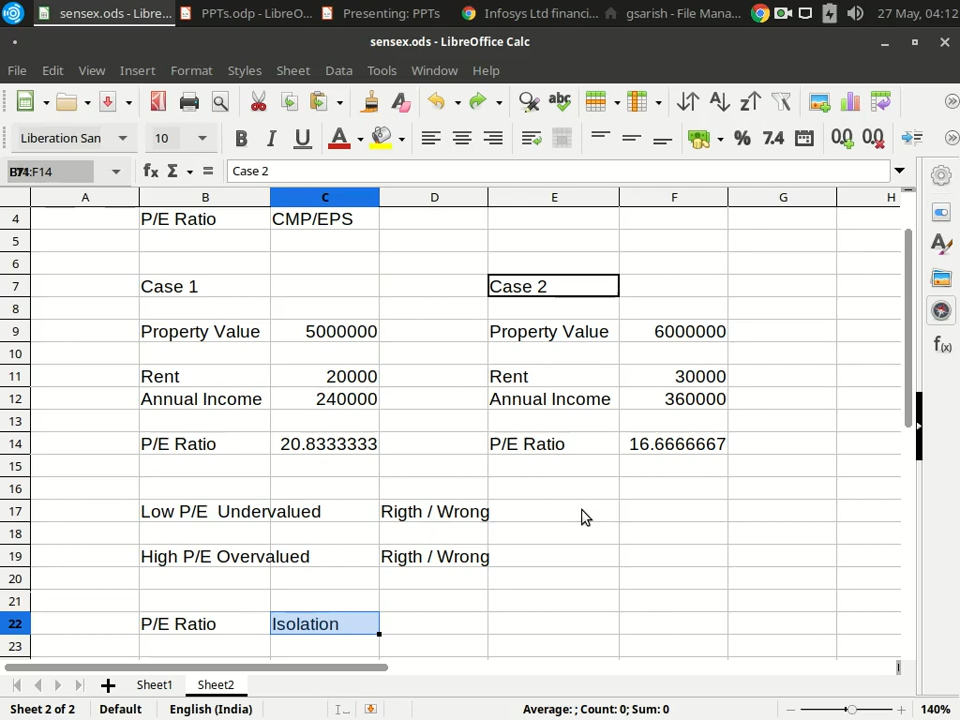 sensex.ods - Libre...
PPTs.odp - LibreO...
Presenting: PPTS
Infosys Ltd financi...
gsarish - File Mana...
27 May, 04:12
sensex.ods - LibreOffice Calc
File Edit View Insert Format Styles Sheet Data Tools Window Help
Liberation San 10
:F14 Case 2
A B C D E F G H
4 P/E Ratio CMP/EPS
5
6
7 Case 1 Case 2
8
9 Property Value 5000000 Property Value 6000000
10
11 Rent 20000 Rent 30000
12 Annual Income 240000 Annual Income 360000
13
14 P/E Ratio 20.8333333 P/E Ratio 16.6666667
15
16
17 Low P/E Undervalued Rigth / Wrong
18
19 High P/E Overvalued Rigth / Wrong
20
21
22 P/E Ratio Isolation
23
Sheet1 Sheet2
Sheet 2 of 2 Default English (India) Average: ; Count: 0; Sum: 0 140%